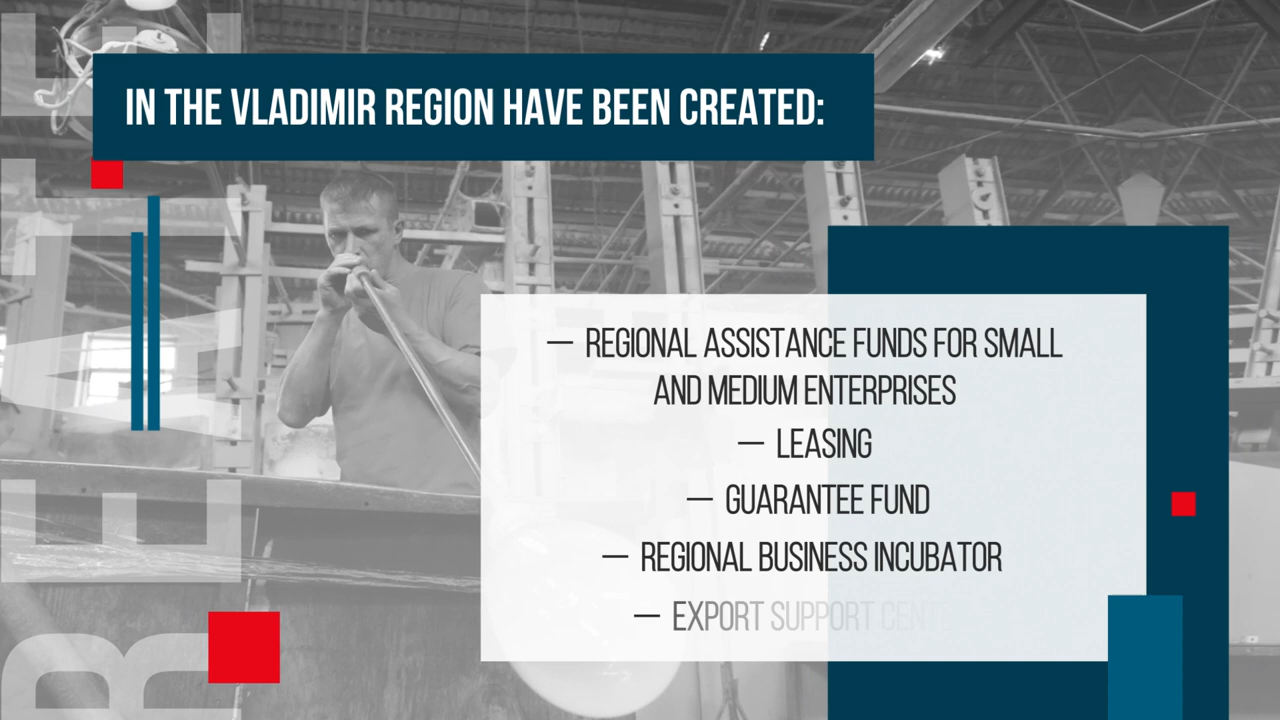 IN THE VLADIMIR REGION HAVE BEEN CREATED:
— REGIONAL ASSISTANCE FUNDS FOR SMALL
AND MEDIUM ENTERPRISES
— LEASING
— GUARANTEE FUND
— REGIONAL BUSINESS INCUBATOR
— EXPORT SUPPORT